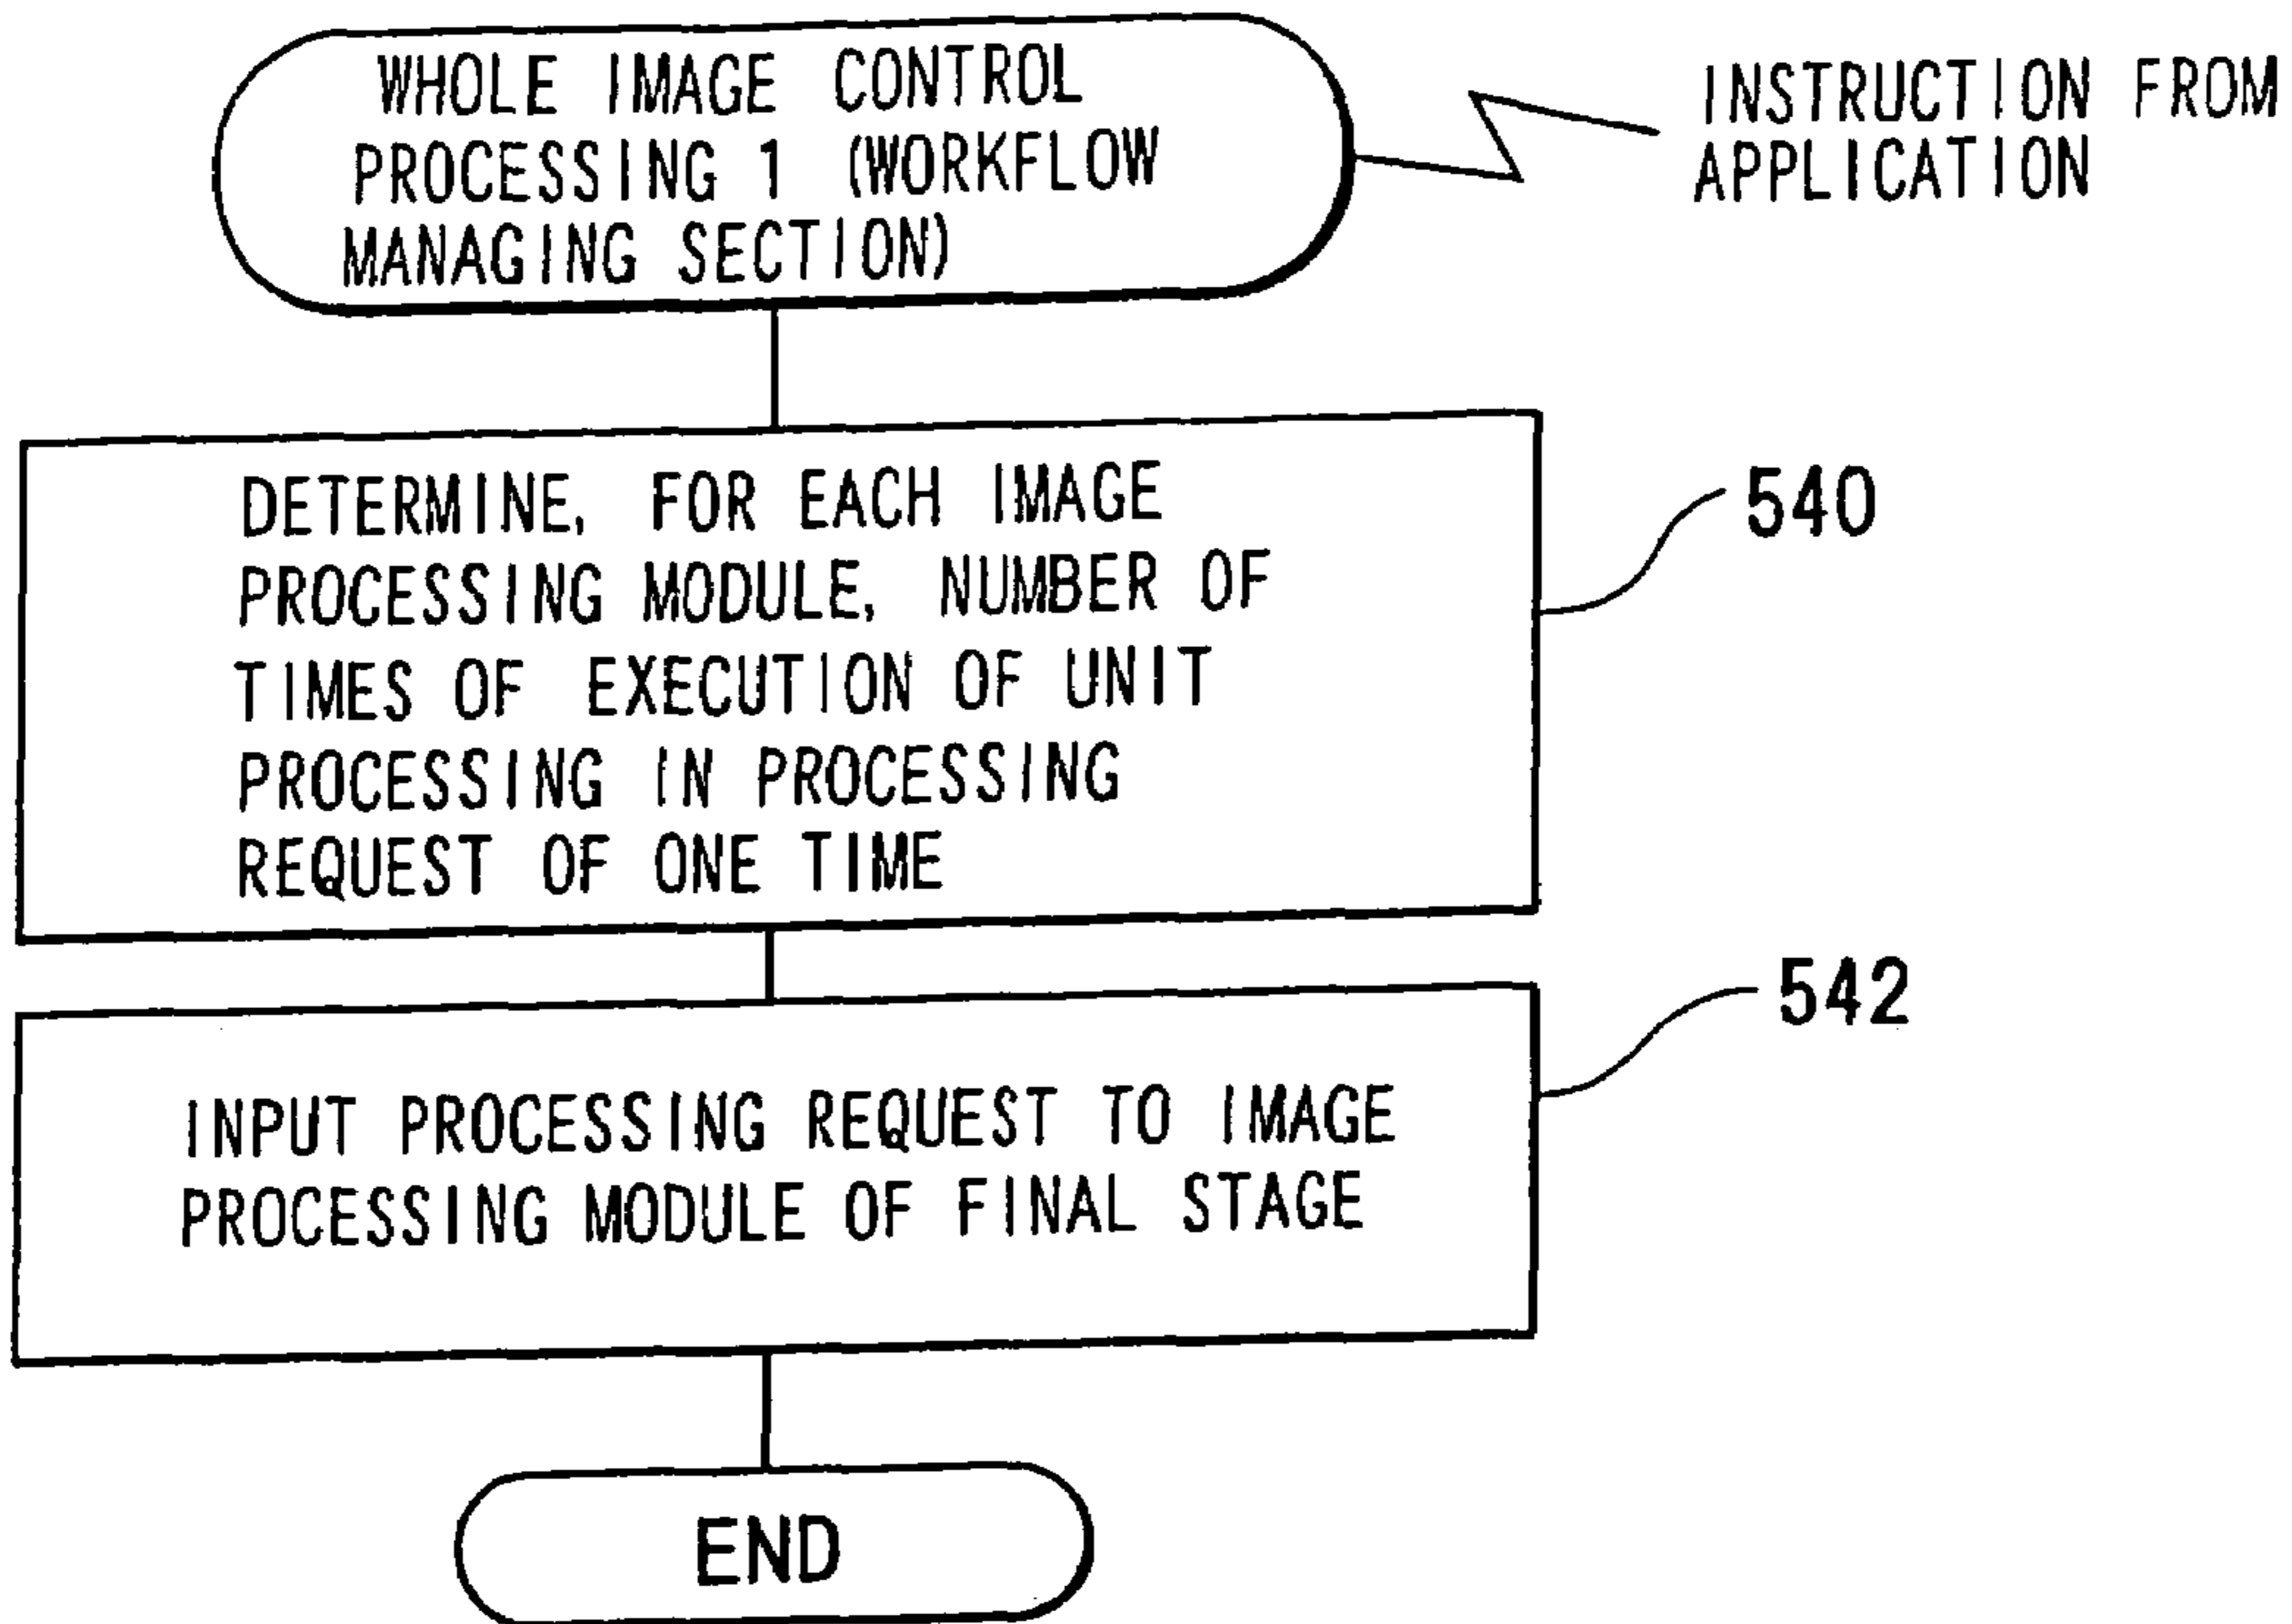 WHOLE IMAGE CONTROL
PROCESSING 1 (WORKFLOW
MANAGING SECTION)
INSTRUCTION FROM
APPLICATION
DETERMINE, FOR EACH IMAGE
PROCESSING MODULE, NUMBER OF
TIMES OF EXECUTION OF UNIT
PROCESSING IN PROCESSING
REQUEST OF ONE TIME
540
INPUT PROCESSING REQUEST TO IMAGE
PROCESSING MODULE OF FINAL STAGE
542
END